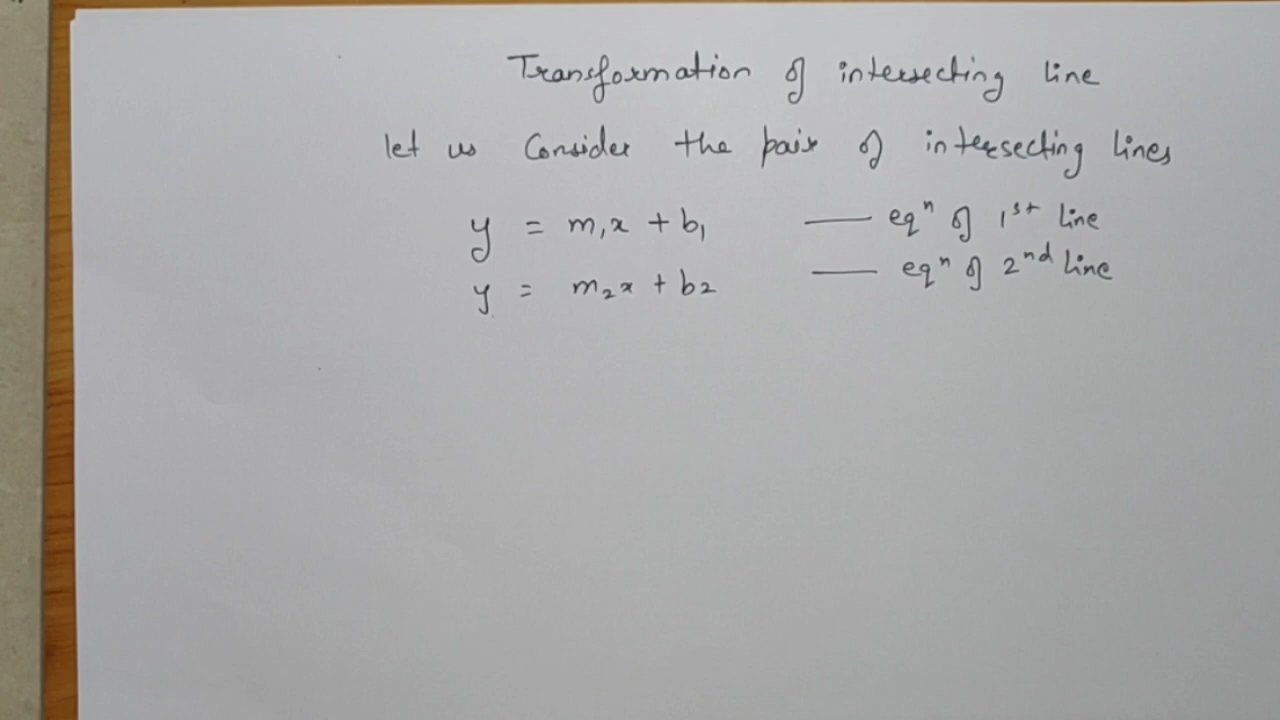 Transformation of intersecting line
let us Consider the pair of intersecting lines
y = m₁x + b₁ —— eqⁿ of 1ˢᵗ line
y = m₂x + b₂ —— eqⁿ of 2ⁿᵈ line